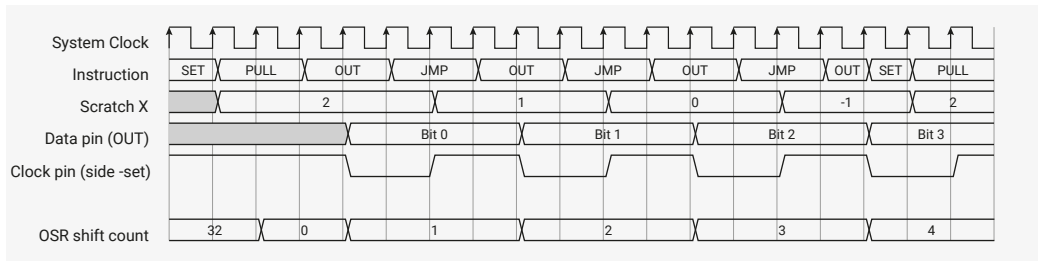 System Clock
Instruction SET PULL OUT JMP OUT JMP OUT JMP OUT SET PULL
Scratch X 2 1 0 -1 2
Data pin (OUT) Bit 0 Bit 1 Bit 2 Bit 3
Clock pin (side -set)
OSR shift count 32 0 1 2 3 4